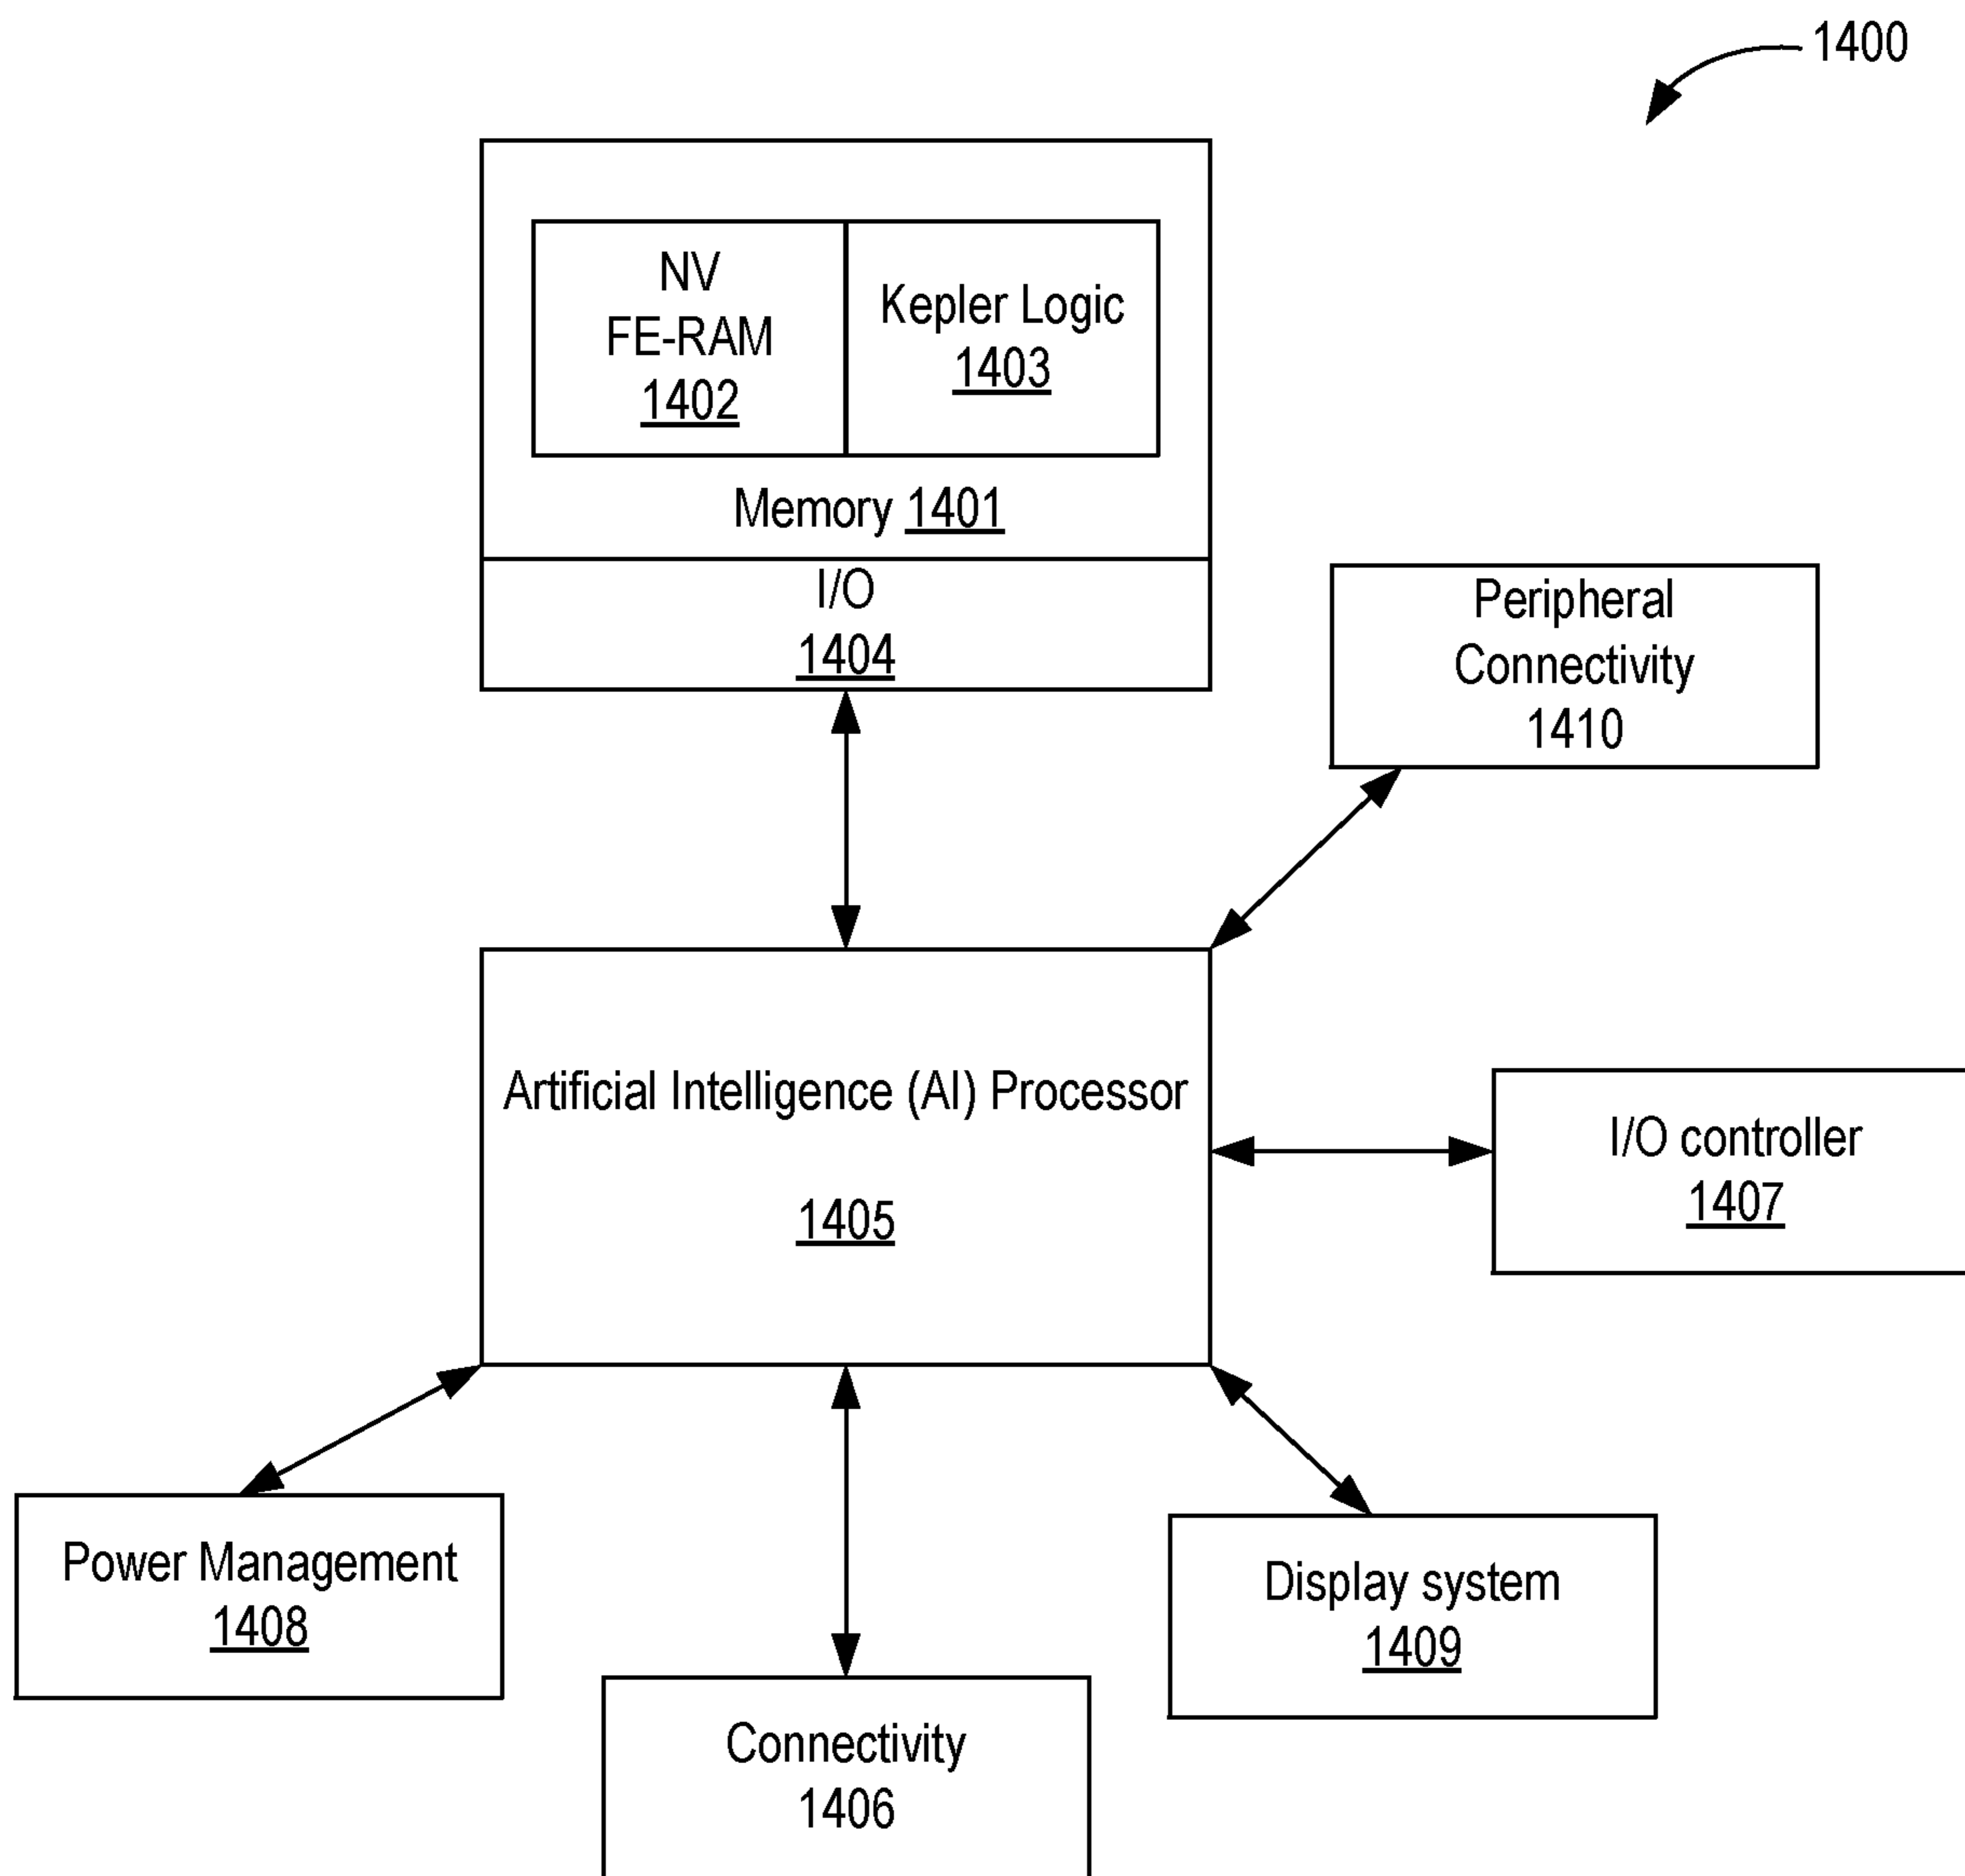 1400
NV
FE-RAM
1402
Kepler Logic
1403
Memory 1401
I/O
1404
Peripheral
Connectivity
1410
Artificial Intelligence (AI) Processor
1405
I/O controller
1407
Power Management
1408
Display system
1409
Connectivity
1406